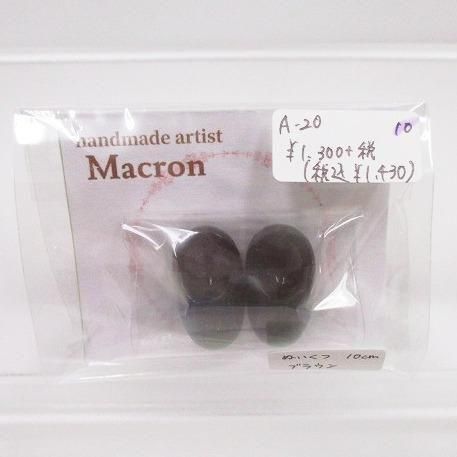 A-20 10
¥1,300+税
(税込¥1,430)
handmade artist
Macron
ぬいくつ 10cm
ブラウン